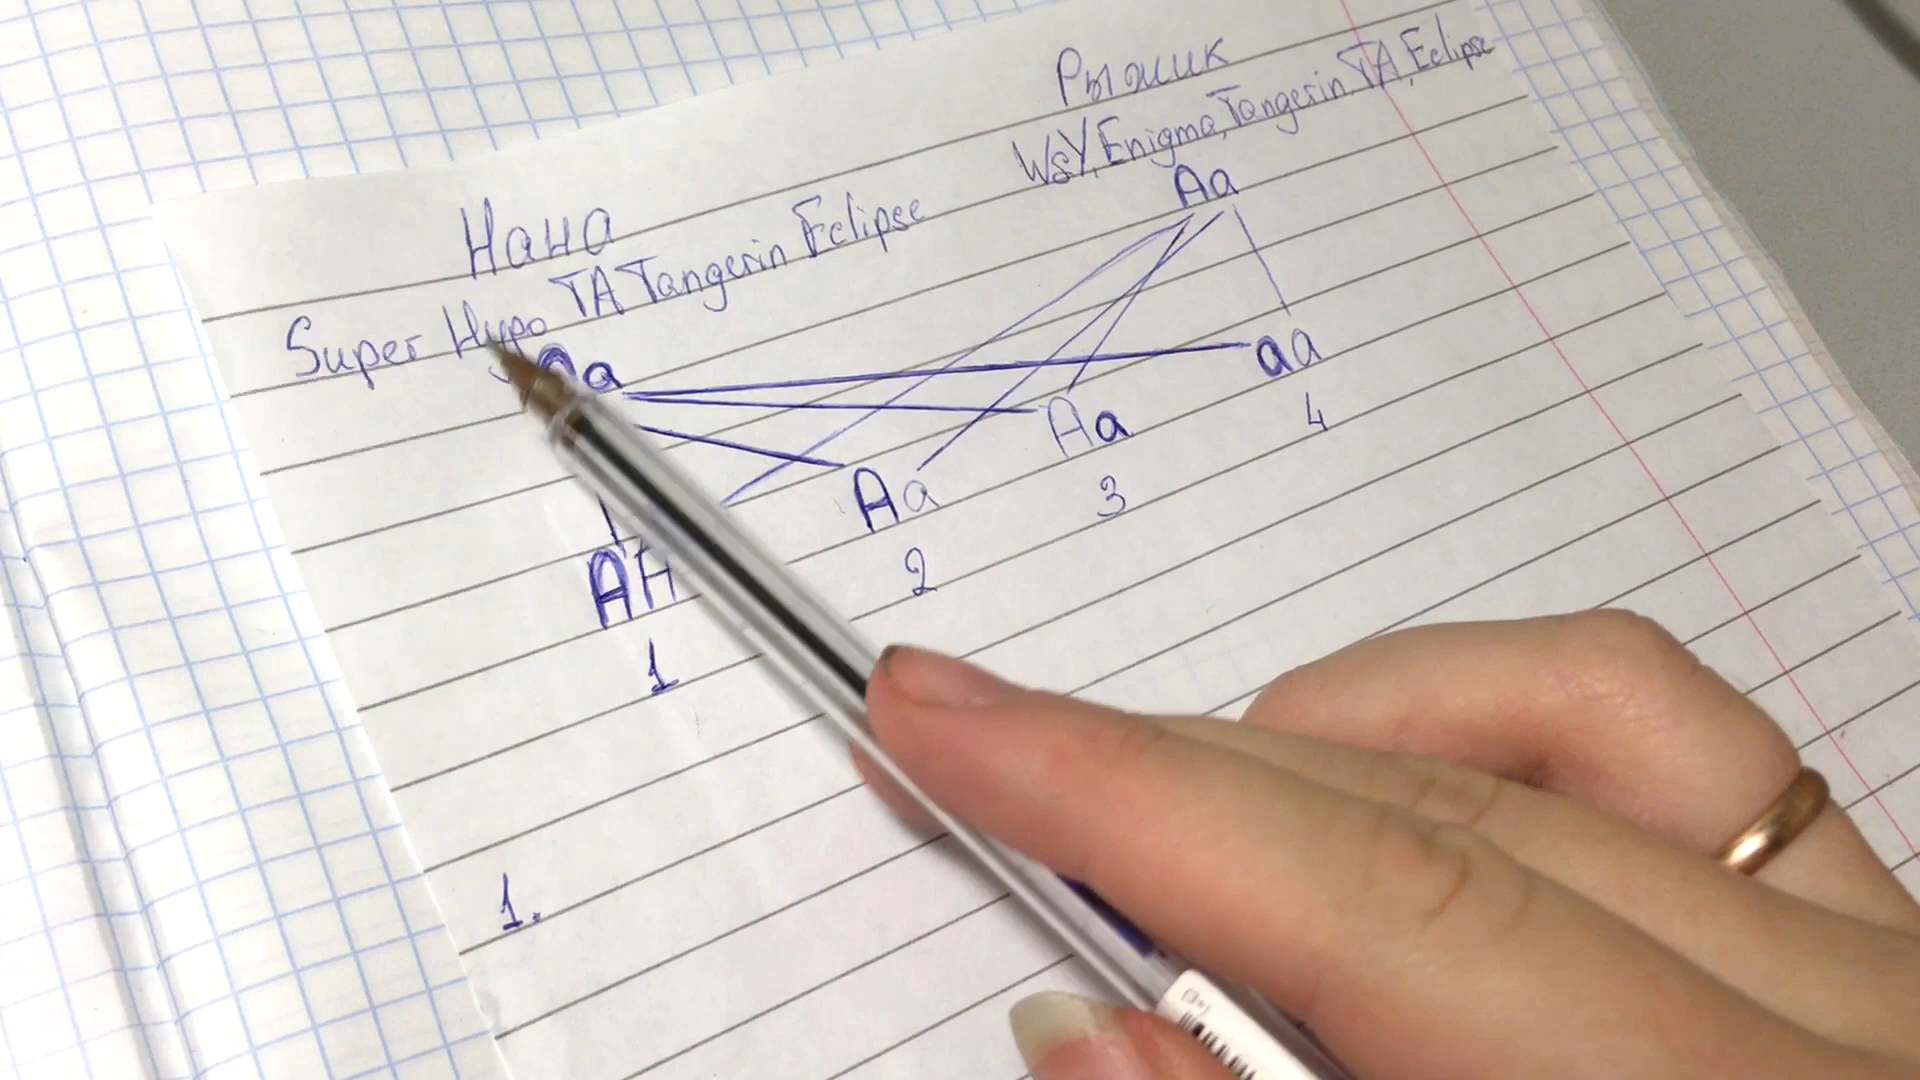 Рыжик
W&Y, Enigma, Tangerin, TA, Eclipse
Aa
Нана
Super Hypo TA Tangerin Eclipse
Aa
aa
4
Aa
3
Aa
2
AA
1
1.